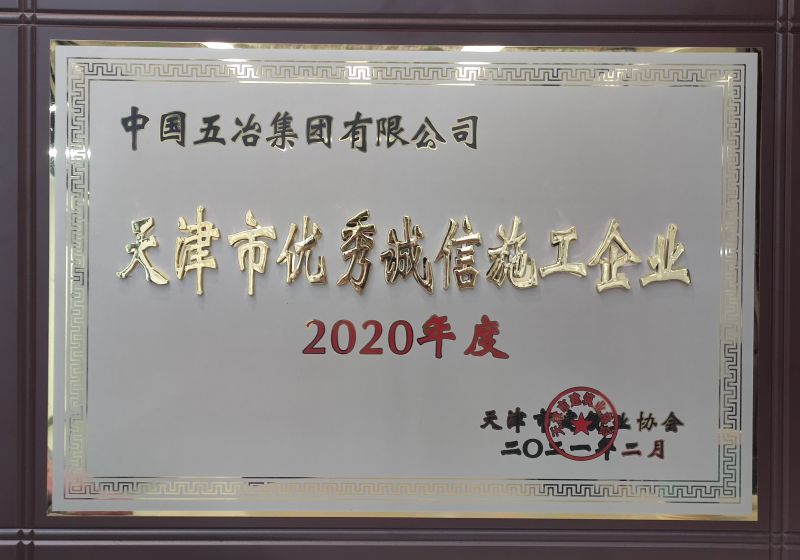 中国五冶集团有限公司
天津市优秀诚信施工企业
2020年度
天津市建筑业协会
二〇二一年二月